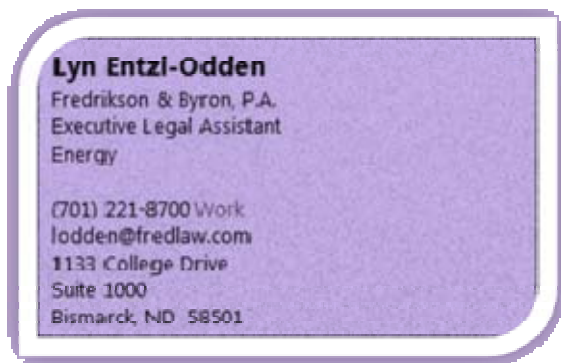 Lyn Entzi-Odden
Fredrikson & Byron, P.A.
Executive Legal Assistant
Energy
(701) 221-8700 Work
lodden@fredlaw.com
1133 College Drive
Suite 1000
Bismarck, ND 58501